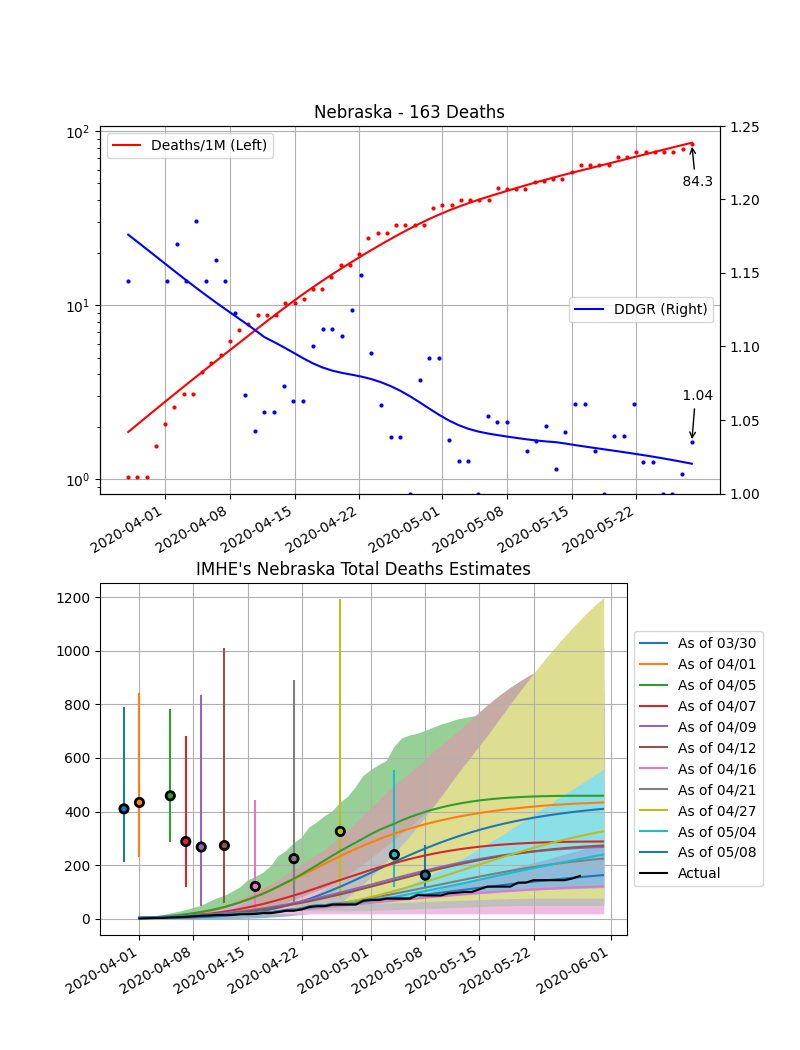 Nebraska - 163 Deaths
10²
10¹
10⁰
Deaths/1M (Left)
DDGR (Right)
84.3
1.04
1.25
1.20
1.15
1.10
1.05
1.00
2020-04-01
2020-04-08
2020-04-15
2020-04-22
2020-05-01
2020-05-08
2020-05-15
2020-05-22
IMHE's Nebraska Total Deaths Estimates
1200
1000
800
600
400
200
0
2020-04-01
2020-04-08
2020-04-15
2020-04-22
2020-05-01
2020-05-08
2020-05-15
2020-05-22
2020-06-01
As of 03/30
As of 04/01
As of 04/05
As of 04/07
As of 04/09
As of 04/12
As of 04/16
As of 04/21
As of 04/27
As of 05/04
As of 05/08
Actual